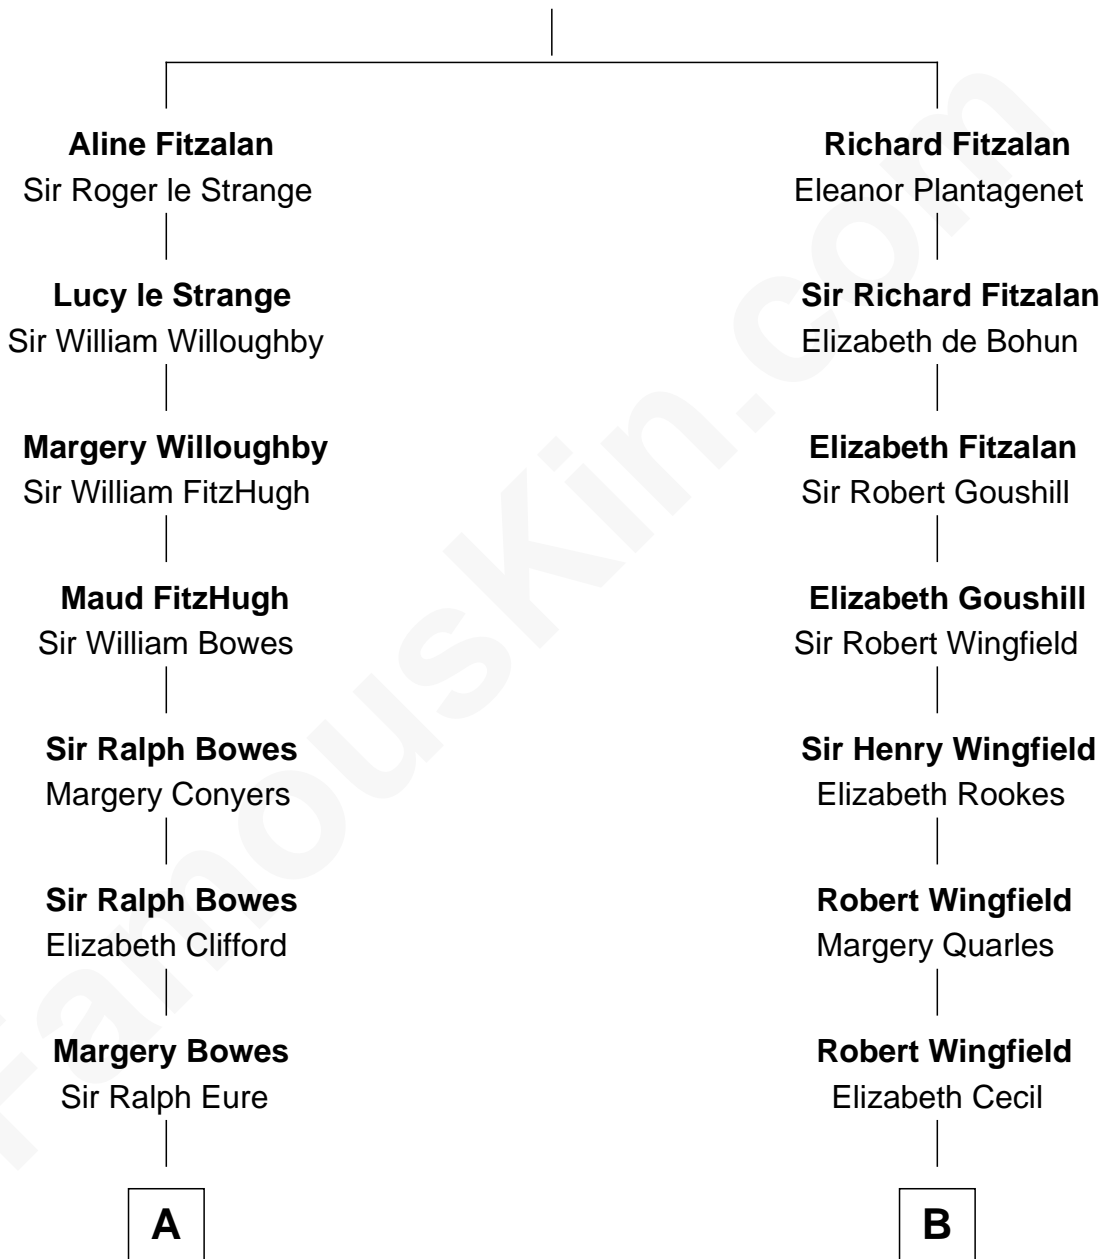 Aline Fitzalan
Sir Roger le Strange
Richard Fitzalan
Eleanor Plantagenet
Lucy le Strange
Sir William Willoughby
Sir Richard Fitzalan
Elizabeth de Bohun
Margery Willoughby
Sir William FitzHugh
Elizabeth Fitzalan
Sir Robert Goushill
Maud FitzHugh
Sir William Bowes
Elizabeth Goushill
Sir Robert Wingfield
Sir Ralph Bowes
Margery Conyers
Sir Henry Wingfield
Elizabeth Rookes
Sir Ralph Bowes
Elizabeth Clifford
Robert Wingfield
Margery Quarles
Margery Bowes
Sir Ralph Eure
Robert Wingfield
Elizabeth Cecil
A
B
FamousKin.com